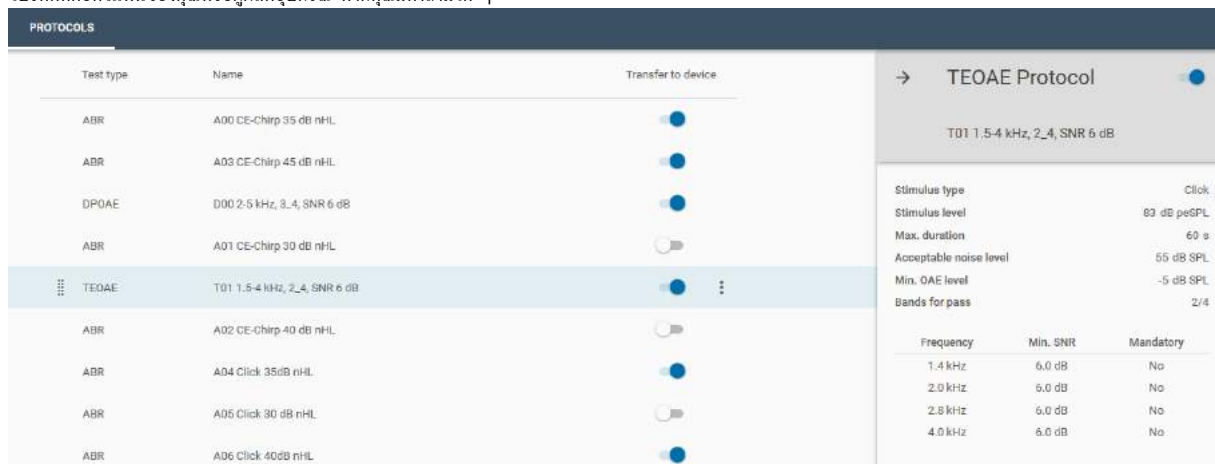 PROTOCOLS
Test type Name Transfer to device
ABR A00 CE-Chirp 35 dB nHL
ABR A03 CE-Chirp 45 dB nHL
DPOAE D00 2-5 kHz, 3_4, SNR 6 dB
ABR A01 CE-Chirp 30 dB nHL
TEOAE T01 1.5-4 kHz, 2_4, SNR 6 dB
ABR A02 CE-Chirp 40 dB nHL
ABR A04 Click 35dB nHL
ABR A05 Click 30 dB nHL
ABR A06 Click 40dB nHL
TEOAE Protocol
T01 1.5-4 kHz, 2_4, SNR 6 dB
Stimulus type Click
Stimulus level 83 dB peSPL
Max. duration 60 s
Acceptable noise level 55 dB SPL
Min. OAE level -5 dB SPL
Bands for pass 2/4
Frequency Min. SNR Mandatory
1.4 kHz 6.0 dB No
2.0 kHz 6.0 dB No
2.8 kHz 6.0 dB No
4.0 kHz 6.0 dB No